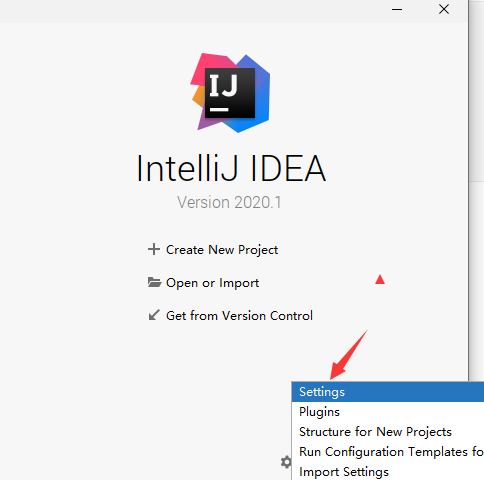 IJ
IntelliJ IDEA
Version 2020.1
Create New Project
Open or Import
Get from Version Control
Settings
Plugins
Structure for New Projects
Run Configuration Templates fo
Import Settings